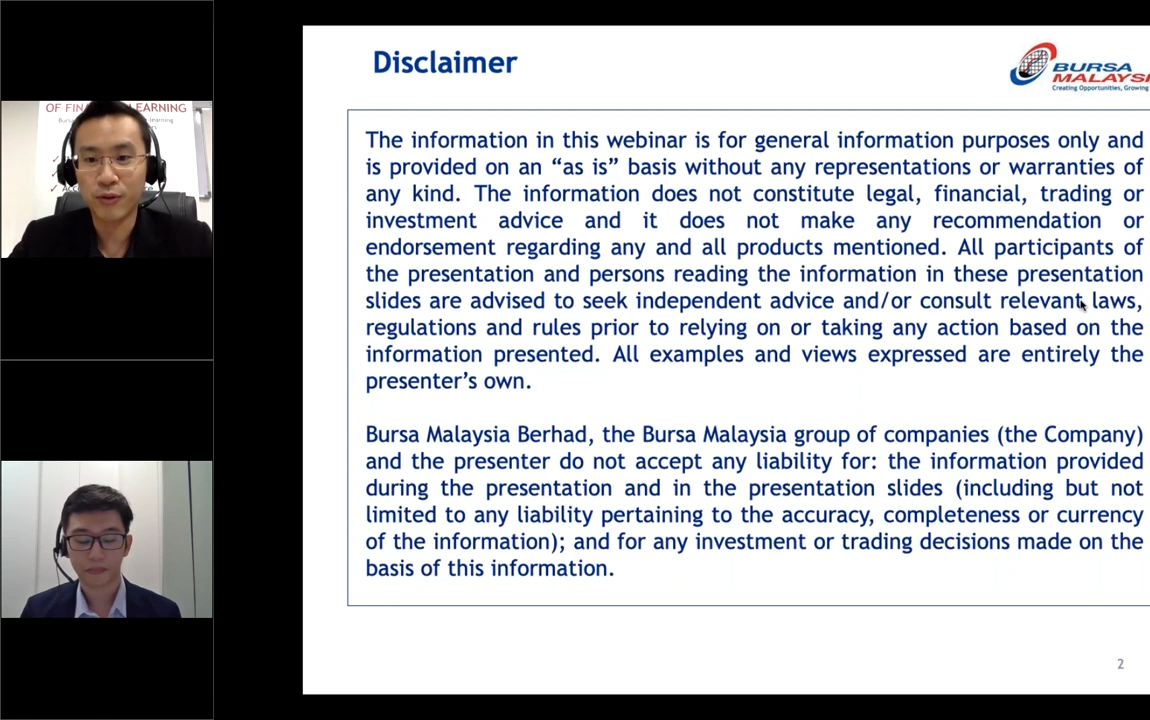 OF FIN LEARNING
Disclaimer
BURSA
MALAYSI
Creating Opportunities, Growing
The information in this webinar is for general information purposes only and
is provided on an “as is” basis without any representations or warranties of
any kind. The information does not constitute legal, financial, trading or
investment advice and it does not make any recommendation or
endorsement regarding any and all products mentioned. All participants of
the presentation and persons reading the information in these presentation
slides are advised to seek independent advice and/or consult relevant laws,
regulations and rules prior to relying on or taking any action based on the
information presented. All examples and views expressed are entirely the
presenter’s own.
Bursa Malaysia Berhad, the Bursa Malaysia group of companies (the Company)
and the presenter do not accept any liability for: the information provided
during the presentation and in the presentation slides (including but not
limited to any liability pertaining to the accuracy, completeness or currency
of the information); and for any investment or trading decisions made on the
basis of this information.
2